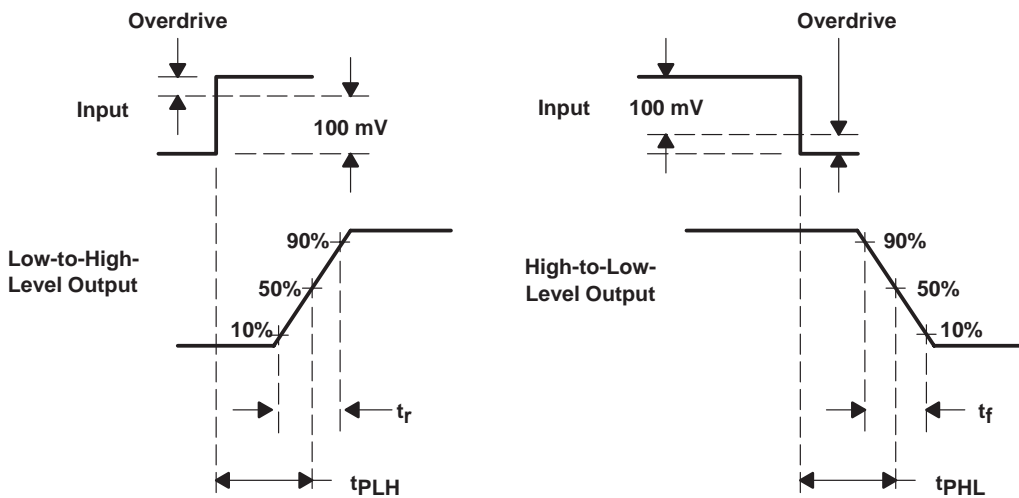 Overdrive
Input
100 mV
Low-to-High-
Level Output
90%
50%
10%
tr
tPLH
Overdrive
Input
100 mV
High-to-Low-
Level Output
90%
50%
10%
tf
tPHL